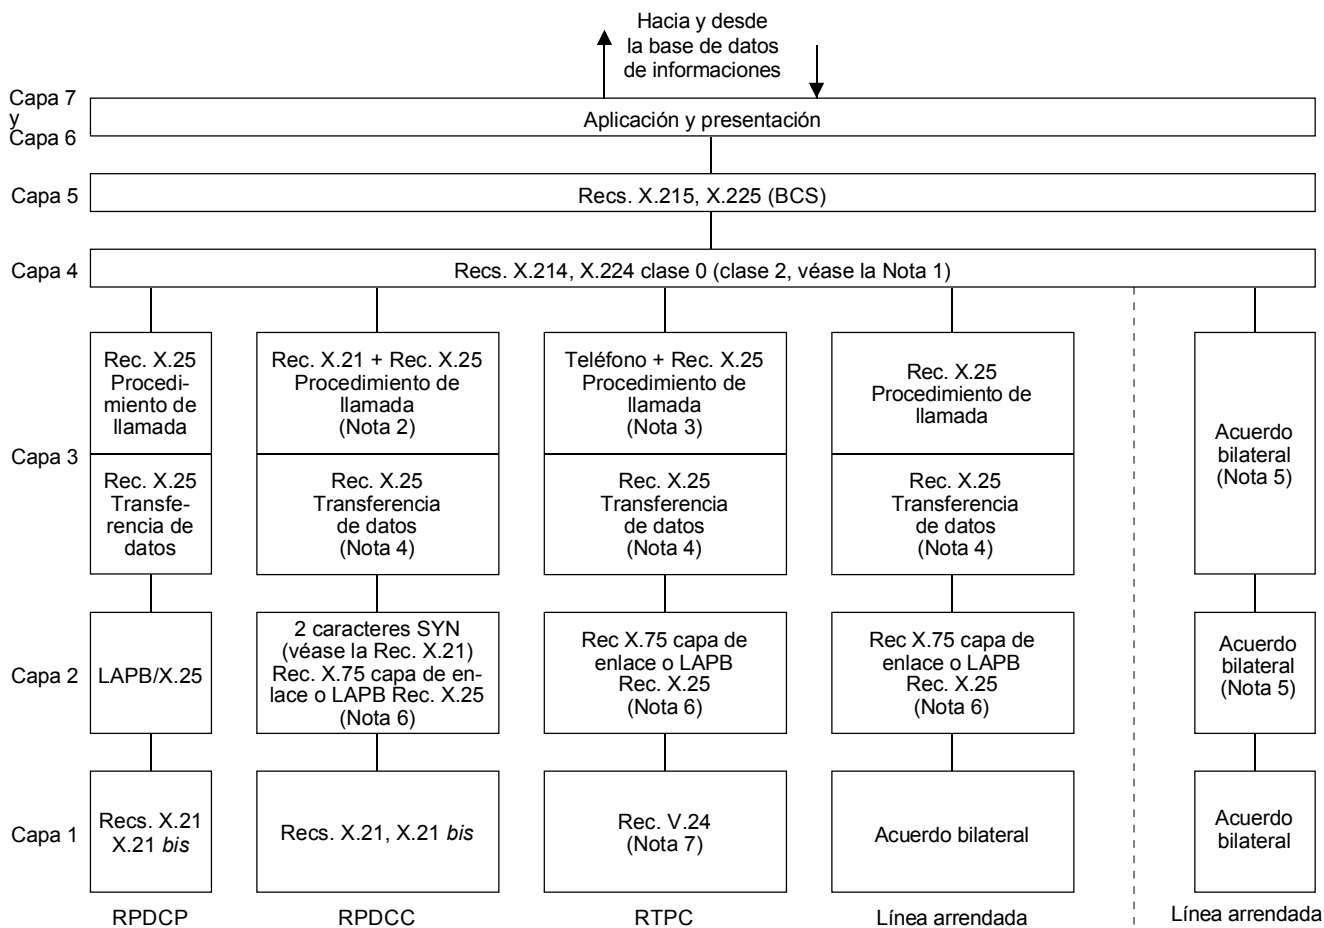 Hacia y desde
la base de datos
de informaciones
Capa 7
y
Capa 6
Aplicación y presentación
Capa 5
Recs. X.215, X.225 (BCS)
Capa 4
Recs. X.214, X.224 clase 0 (clase 2, véase la Nota 1)
Capa 3
Rec. X.25
Procedi-
miento de
llamada
Rec. X.21 + Rec. X.25
Procedimiento de
llamada
(Nota 2)
Teléfono + Rec. X.25
Procedimiento de
llamada
(Nota 3)
Rec. X.25
Procedimiento de
llamada
Acuerdo
bilateral
(Nota 5)
Rec. X.25
Transfe-
rencia de
datos
Rec. X.25
Transferencia
de datos
(Nota 4)
Rec. X.25
Transferencia
de datos
(Nota 4)
Rec. X.25
Transferencia
de datos
(Nota 4)
Capa 2
LAPB/X.25
2 caracteres SYN
(véase la Rec. X.21)
Rec. X.75 capa de en-
lace o LAPB Rec. X.25
(Nota 6)
Rec X.75 capa de
enlace o LAPB
Rec. X.25
(Nota 6)
Rec X.75 capa de
enlace o LAPB
Rec. X.25
(Nota 6)
Acuerdo
bilateral
(Nota 5)
Capa 1
Recs. X.21
X.21 bis
Recs. X.21, X.21 bis
Rec. V.24
(Nota 7)
Acuerdo bilateral
Acuerdo
bilateral
RPDCP
RPDCC
RTPC
Línea arrendada
Línea arrendada